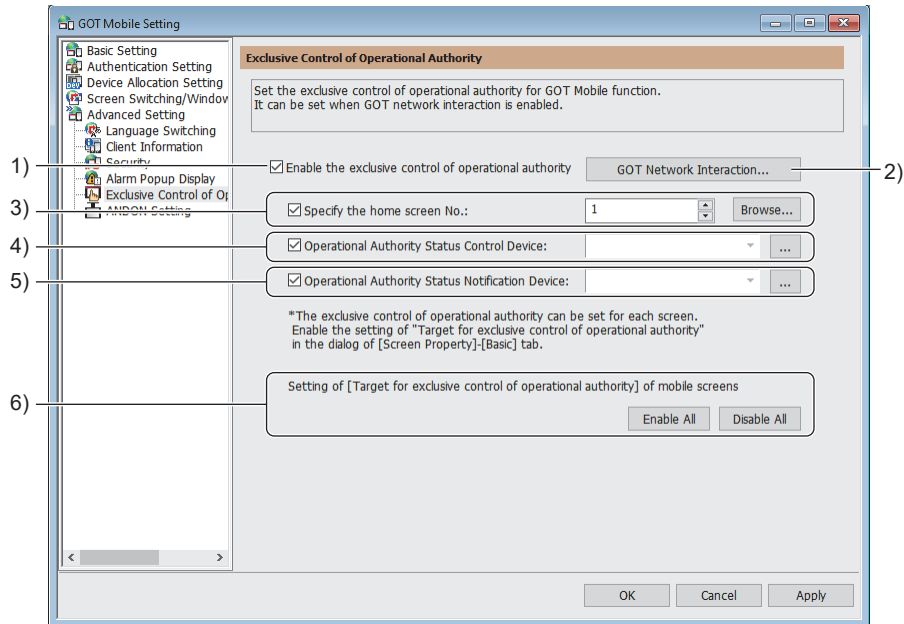 GOT Mobile Setting
Basic Setting
Authentication Setting
Device Allocation Setting
Screen Switching/Window
Advanced Setting
Language Switching
Client Information
Security
Alarm Popup Display
Exclusive Control of Op
ANDON Setting
Exclusive Control of Operational Authority
Set the exclusive control of operational authority for GOT Mobile function.
It can be set when GOT network interaction is enabled.
1)
Enable the exclusive control of operational authority
GOT Network Interaction...
2)
3)
Specify the home screen No.:
1
Browse...
4)
Operational Authority Status Control Device:
...
5)
Operational Authority Status Notification Device:
...
*The exclusive control of operational authority can be set for each screen.
Enable the setting of "Target for exclusive control of operational authority"
in the dialog of [Screen Property]-[Basic] tab.
6)
Setting of [Target for exclusive control of operational authority] of mobile screens
Enable All
Disable All
OK
Cancel
Apply